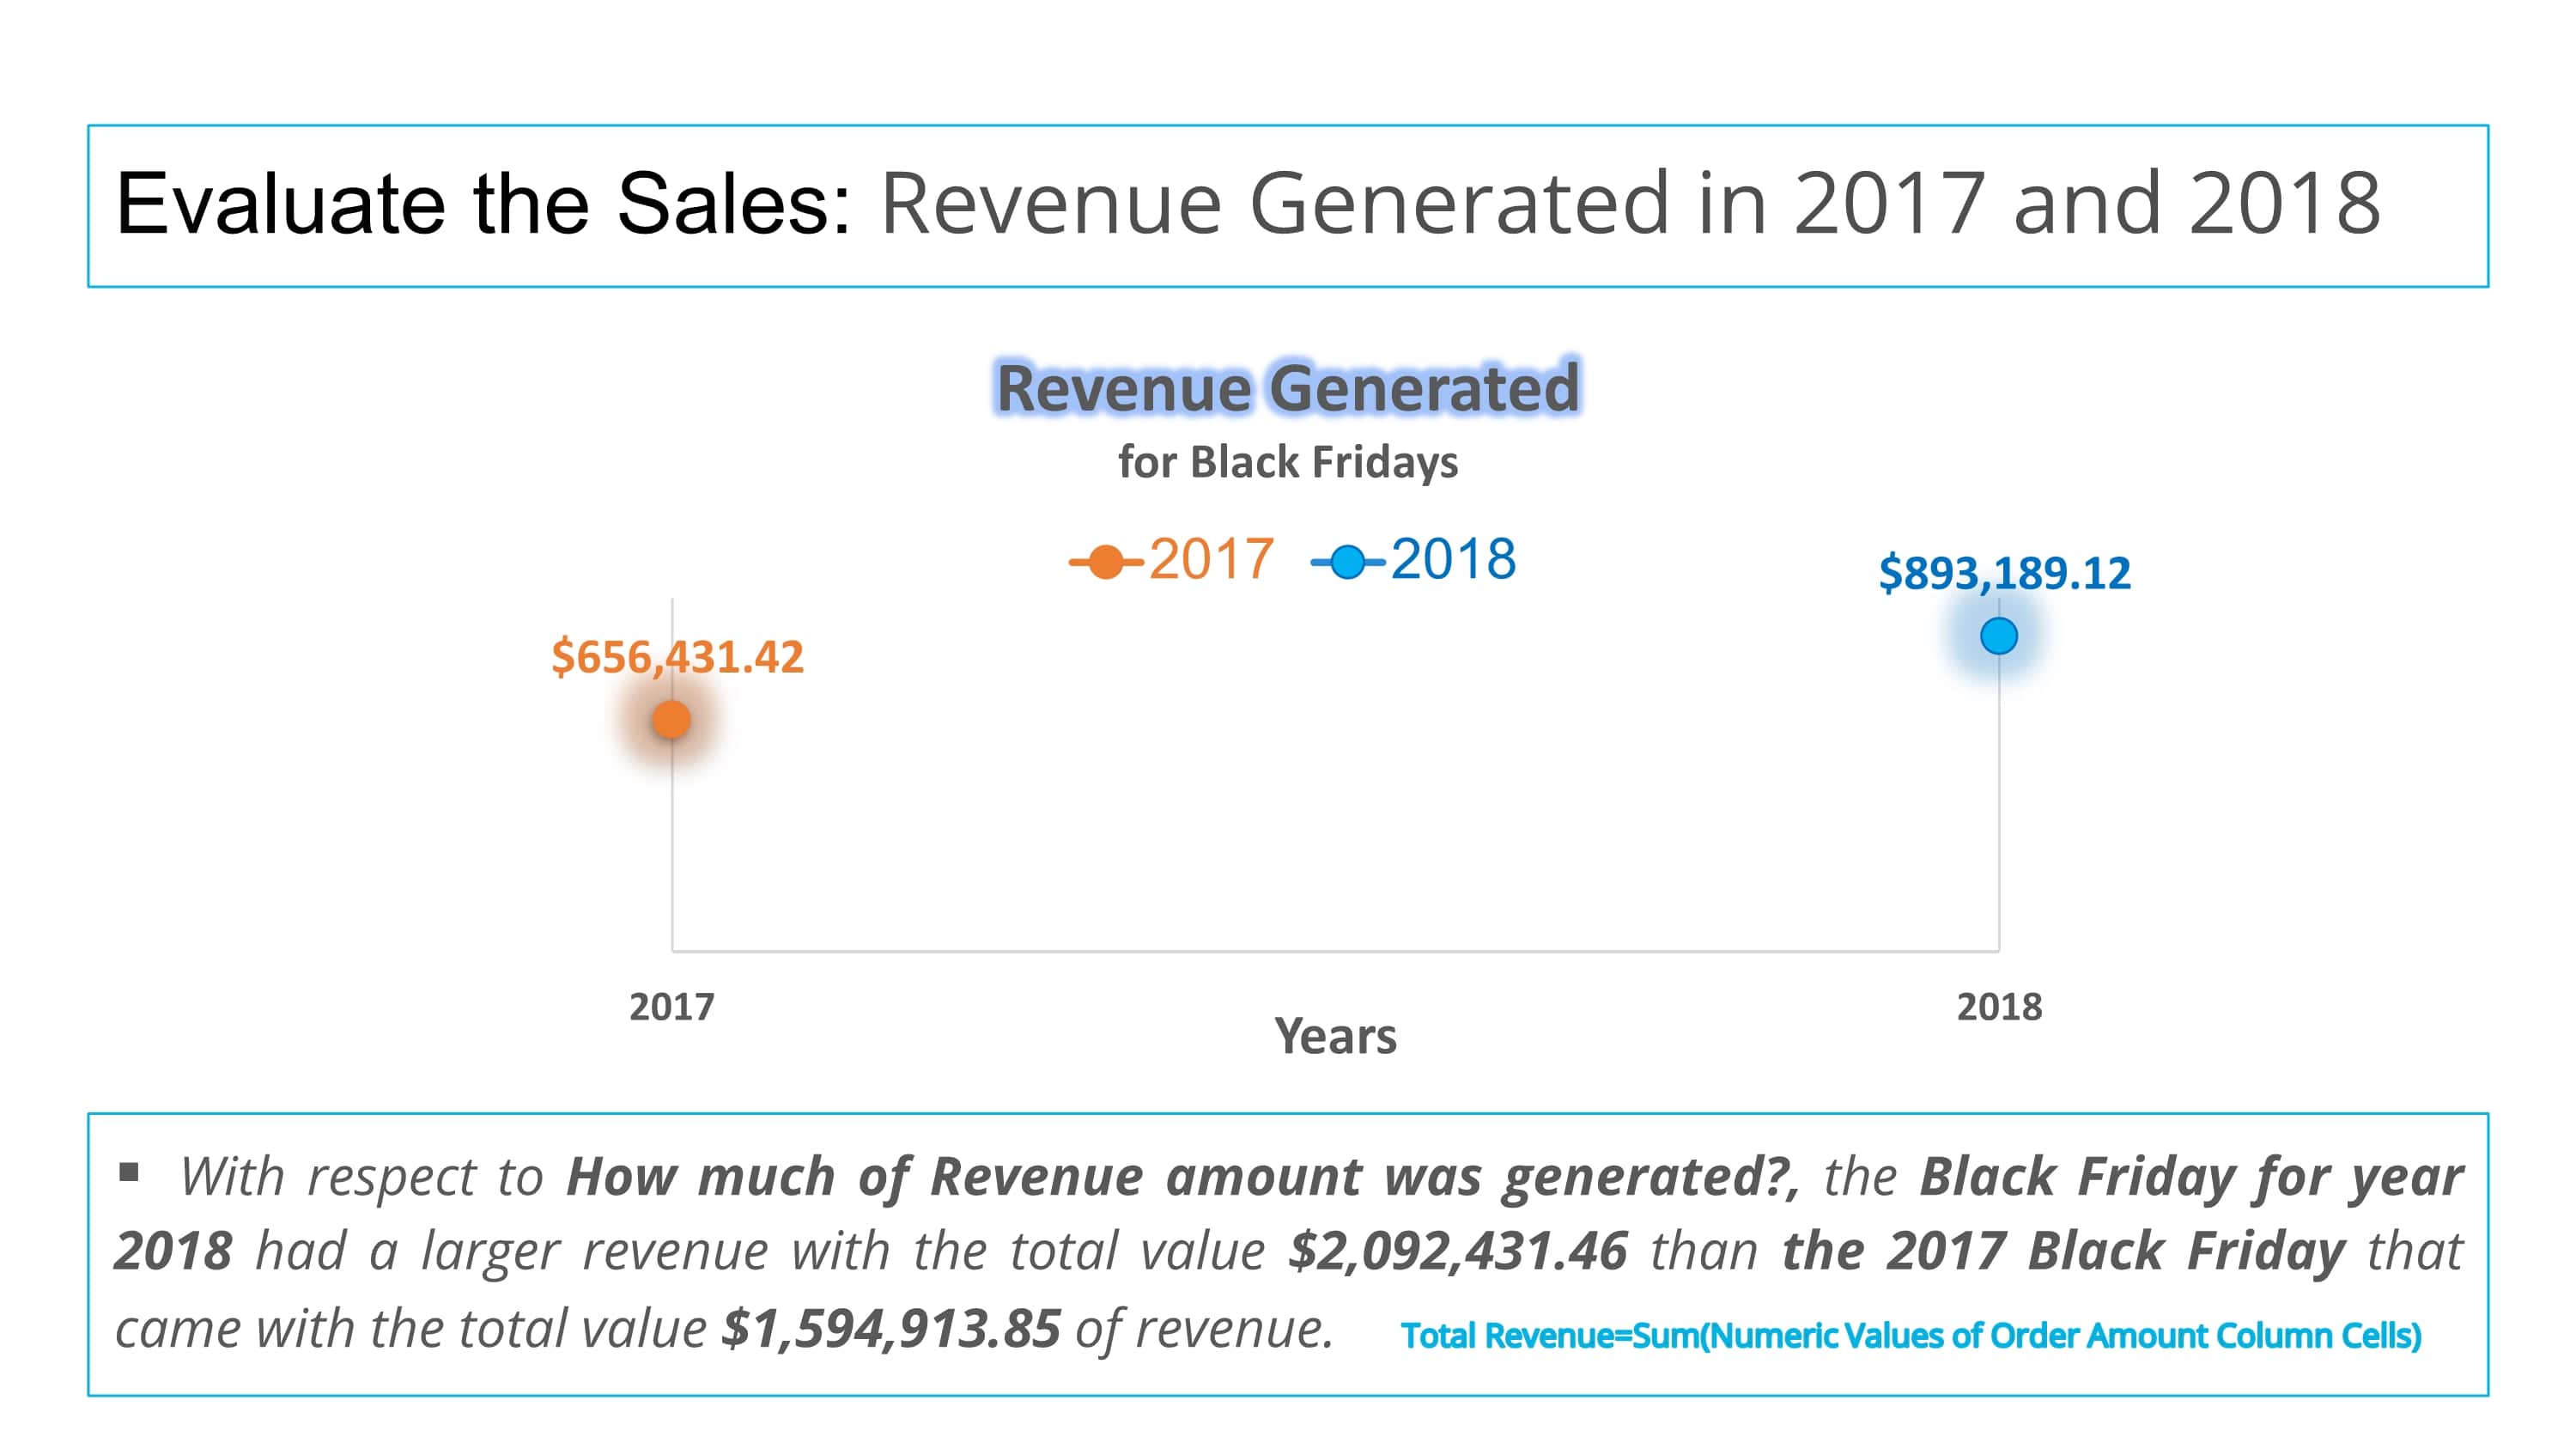 Evaluate the Sales: Revenue Generated in 2017 and 2018
Revenue Generated
for Black Fridays
2017 2018
$893,189.12
$656,431.42
2017
2018
Years
▪ With respect to How much of Revenue amount was generated?, the Black Friday for year
2018 had a larger revenue with the total value $2,092,431.46 than the 2017 Black Friday that
came with the total value $1,594,913.85 of revenue.
Total Revenue=Sum(Numeric Values of Order Amount Column Cells)